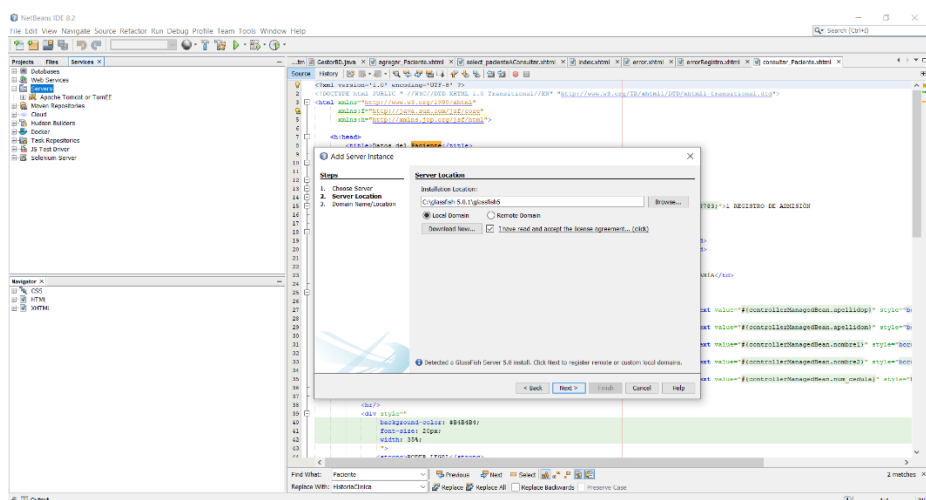 NetBeans IDE 8.2
File Edit View Navigate Source Refactor Run Debug Profile Team Tools Window Help
Search (Ctrl+I)
Projects Files Services ×
Databases
Web Services
Servers
Apache Tomcat or TomEE
Maven Repositories
Cloud
Hudson Builders
Docker
Task Repositories
JS Test Driver
Selenium Server
Navigator ×
CSS
HTML
XHTML
GestorBD.java × agragar_Paciente.xhtml × select_pacienteAConsultar.xhtml × index.xhtml × error.xhtml × errorRegistro.xhtml × consultar_Paciente.xhtml ×
Source History
<?xml version='1.0' encoding='UTF-8' ?>
<!DOCTYPE html PUBLIC "-//W3C//DTD XHTML 1.0 Transitional//EN" "http://www.w3.org/TR/xhtml1/DTD/xhtml1-transitional.dtd">
<html xmlns="http://www.w3.org/1999/xhtml"
xmlns:f="http://java.sun.com/jsf/core"
xmlns:h="http://xmlns.jcp.org/jsf/html">
<h:head>
<title>Datos del Paciente</title>
1 REGISTRO DE ADMISIÓN
value="#{controllerManagedBean.apellidop}" style="
value="#{controllerManagedBean.apellidom}" style="
value="#{controllerManagedBean.nombre1}" style="
value="#{controllerManagedBean.nombre2}" style="
value="#{controllerManagedBean.num_cedula}" style="
Add Server Instance
Steps
1. Choose Server
2. Server Location
3. Domain Name/Location
Server Location
Installation Location:
C:\glassfish 5.0.1\glassfish5
Browse...
Local Domain Remote Domain
Download Now... I have read and accept the license agreement... (click)
Detected a GlassFish Server 5.0 install. Click Next to register remote or custom local domains.
< Back Next > Finish Cancel Help
<hr/>
<div style="
background-color: #B4B4B4;
font-size: 20px;
width: 35%;
">
Find What: Paciente Previous Next Select 2 matches
Replace With: HistoriaClinica Replace Replace All Replace Backwards Preserve Case
Output
1:1 INS